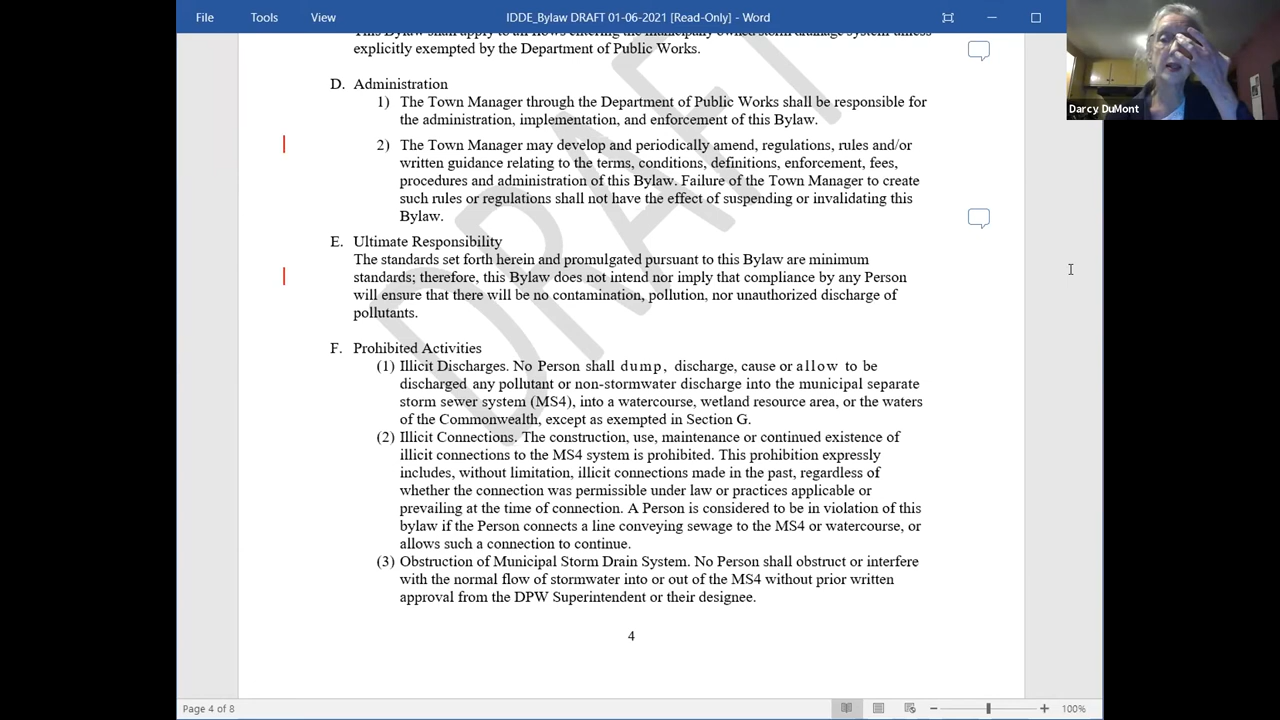 File Tools View IDDE_Bylaw DRAFT 01-06-2021 [Read-Only] - Word
This Bylaw shall apply to all flows entering the municipally owned storm drainage system unless
explicitly exempted by the Department of Public Works.
D. Administration
1) The Town Manager through the Department of Public Works shall be responsible for
the administration, implementation, and enforcement of this Bylaw.
2) The Town Manager may develop and periodically amend, regulations, rules and/or
written guidance relating to the terms, conditions, definitions, enforcement, fees,
procedures and administration of this Bylaw. Failure of the Town Manager to create
such rules or regulations shall not have the effect of suspending or invalidating this
Bylaw.
E. Ultimate Responsibility
The standards set forth herein and promulgated pursuant to this Bylaw are minimum
standards; therefore, this Bylaw does not intend nor imply that compliance by any Person
will ensure that there will be no contamination, pollution, nor unauthorized discharge of
pollutants.
F. Prohibited Activities
(1) Illicit Discharges. No Person shall dump, discharge, cause or allow to be
discharged any pollutant or non-stormwater discharge into the municipal separate
storm sewer system (MS4), into a watercourse, wetland resource area, or the waters
of the Commonwealth, except as exempted in Section G.
(2) Illicit Connections. The construction, use, maintenance or continued existence of
illicit connections to the MS4 system is prohibited. This prohibition expressly
includes, without limitation, illicit connections made in the past, regardless of
whether the connection was permissible under law or practices applicable or
prevailing at the time of connection. A Person is considered to be in violation of this
bylaw if the Person connects a line conveying sewage to the MS4 or watercourse, or
allows such a connection to continue.
(3) Obstruction of Municipal Storm Drain System. No Person shall obstruct or interfere
with the normal flow of stormwater into or out of the MS4 without prior written
approval from the DPW Superintendent or their designee.
4
DRAFT
Page 4 of 8
100%
Darcy DuMont